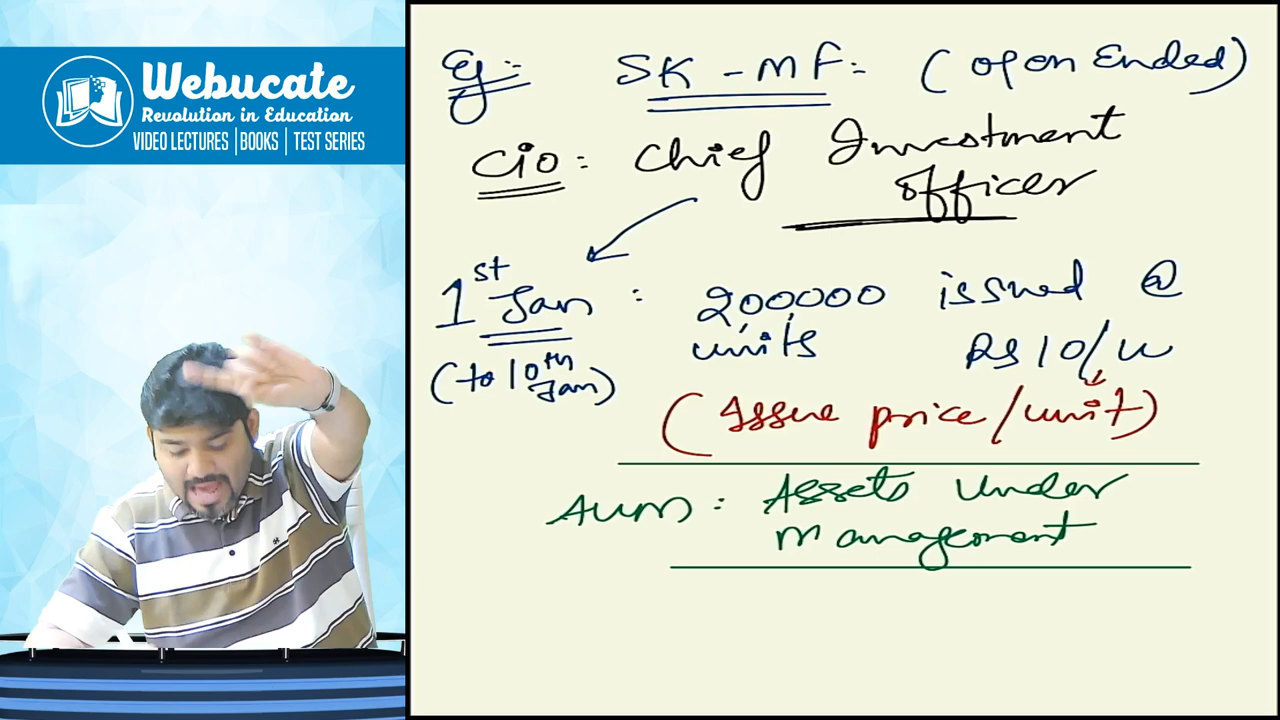 Webucate
Revolution in Education
VIDEO LECTURES | BOOKS | TEST SERIES
Eg:- SK - MF:- (Open Ended)
CIO: Chief Investment
officer
1st Jan : 200000 issued @
(to 10th Jan) units Rs 10/u
(Issue price/unit)
AUM: Assets Under
Management